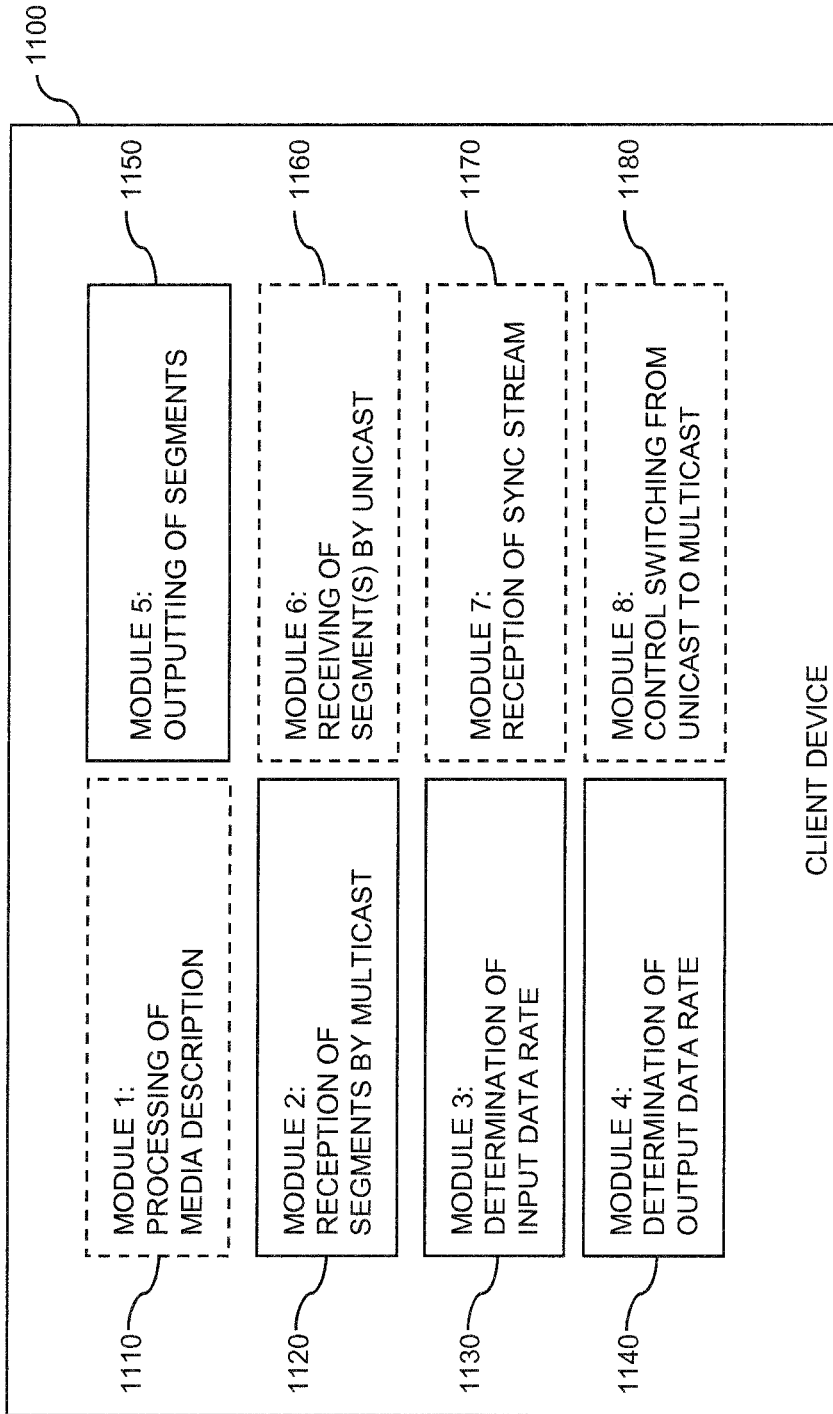 1100
1110
MODULE 1:
PROCESSING OF
MEDIA DESCRIPTION
1120
MODULE 2:
RECEPTION OF
SEGMENTS BY MULTICAST
1130
MODULE 3:
DETERMINATION OF
INPUT DATA RATE
1140
MODULE 4:
DETERMINATION OF
OUTPUT DATA RATE
MODULE 5:
OUTPUTTING OF SEGMENTS
1150
MODULE 6:
RECEIVING OF
SEGMENT(S) BY UNICAST
1160
MODULE 7:
RECEPTION OF SYNC STREAM
1170
MODULE 8:
CONTROL SWITCHING FROM
UNICAST TO MULTICAST
1180
CLIENT DEVICE